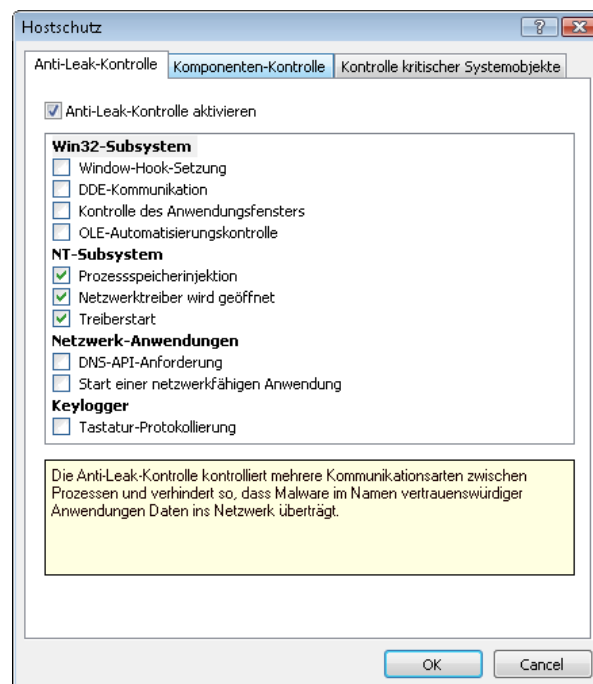 Hostschutz
Anti-Leak-Kontrolle Komponenten-Kontrolle Kontrolle kritischer Systemobjekte
Anti-Leak-Kontrolle aktivieren
Win32-Subsystem
Window-Hook-Setzung
DDE-Kommunikation
Kontrolle des Anwendungsfensters
OLE-Automatisierungskontrolle
NT-Subsystem
Prozessspeicherinjektion
Netzwerktreiber wird geöffnet
Treiberstart
Netzwerk-Anwendungen
DNS-API-Anforderung
Start einer netzwerkfähigen Anwendung
Keylogger
Tastatur-Protokollierung
Die Anti-Leak-Kontrolle kontrolliert mehrere Kommunikationsarten zwischen
Prozessen und verhindert so, dass Malware im Namen vertrauenswürdiger
Anwendungen Daten ins Netzwerk überträgt.
OK Cancel